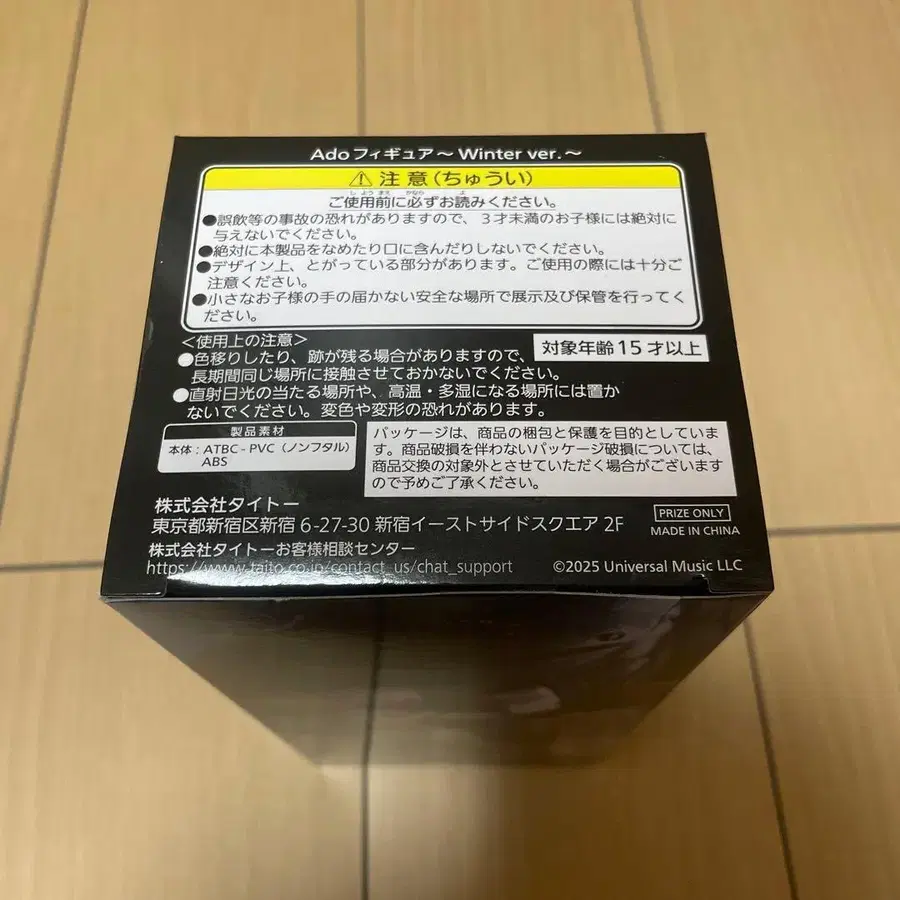 Adoフィギュア～Winter ver.～
⚠ 注意(ちゅうい)
ご使用前に必ずお読みください。
●誤飲等の事故の恐れがありますので、3才未満のお子様には絶対に
与えないでください。
●絶対に本製品をなめたり口に含んだりしないでください。
●デザイン上、とがっている部分があります。ご使用の際には十分ご
注意ください。
●小さなお子様の手の届かない安全な場所で展示及び保管を行ってく
ださい。
＜使用上の注意＞
●色移りしたり、跡が残る場合がありますので、
長期間同じ場所に接触させておかないでください。
対象年齢15才以上
●直射日光の当たる場所や、高温・多湿になる場所には置か
ないでください。変色や変形の恐れがあります。
製品素材
本体：ATBC-PVC（ノンフタル）
ABS
パッケージは、商品の梱包と保護を目的としていま
す。商品破損を伴わないパッケージ破損については、
商品交換の対象外とさせていただく場合がございます
ので予めご了承ください。
株式会社タイトー
東京都新宿区新宿6-27-30 新宿イーストサイドスクエア2F
株式会社タイトーお客様相談センター
https://www.taito.co.jp/contact_us/chat_support
PRIZE ONLY
MADE IN CHINA
©2025 Universal Music LLC